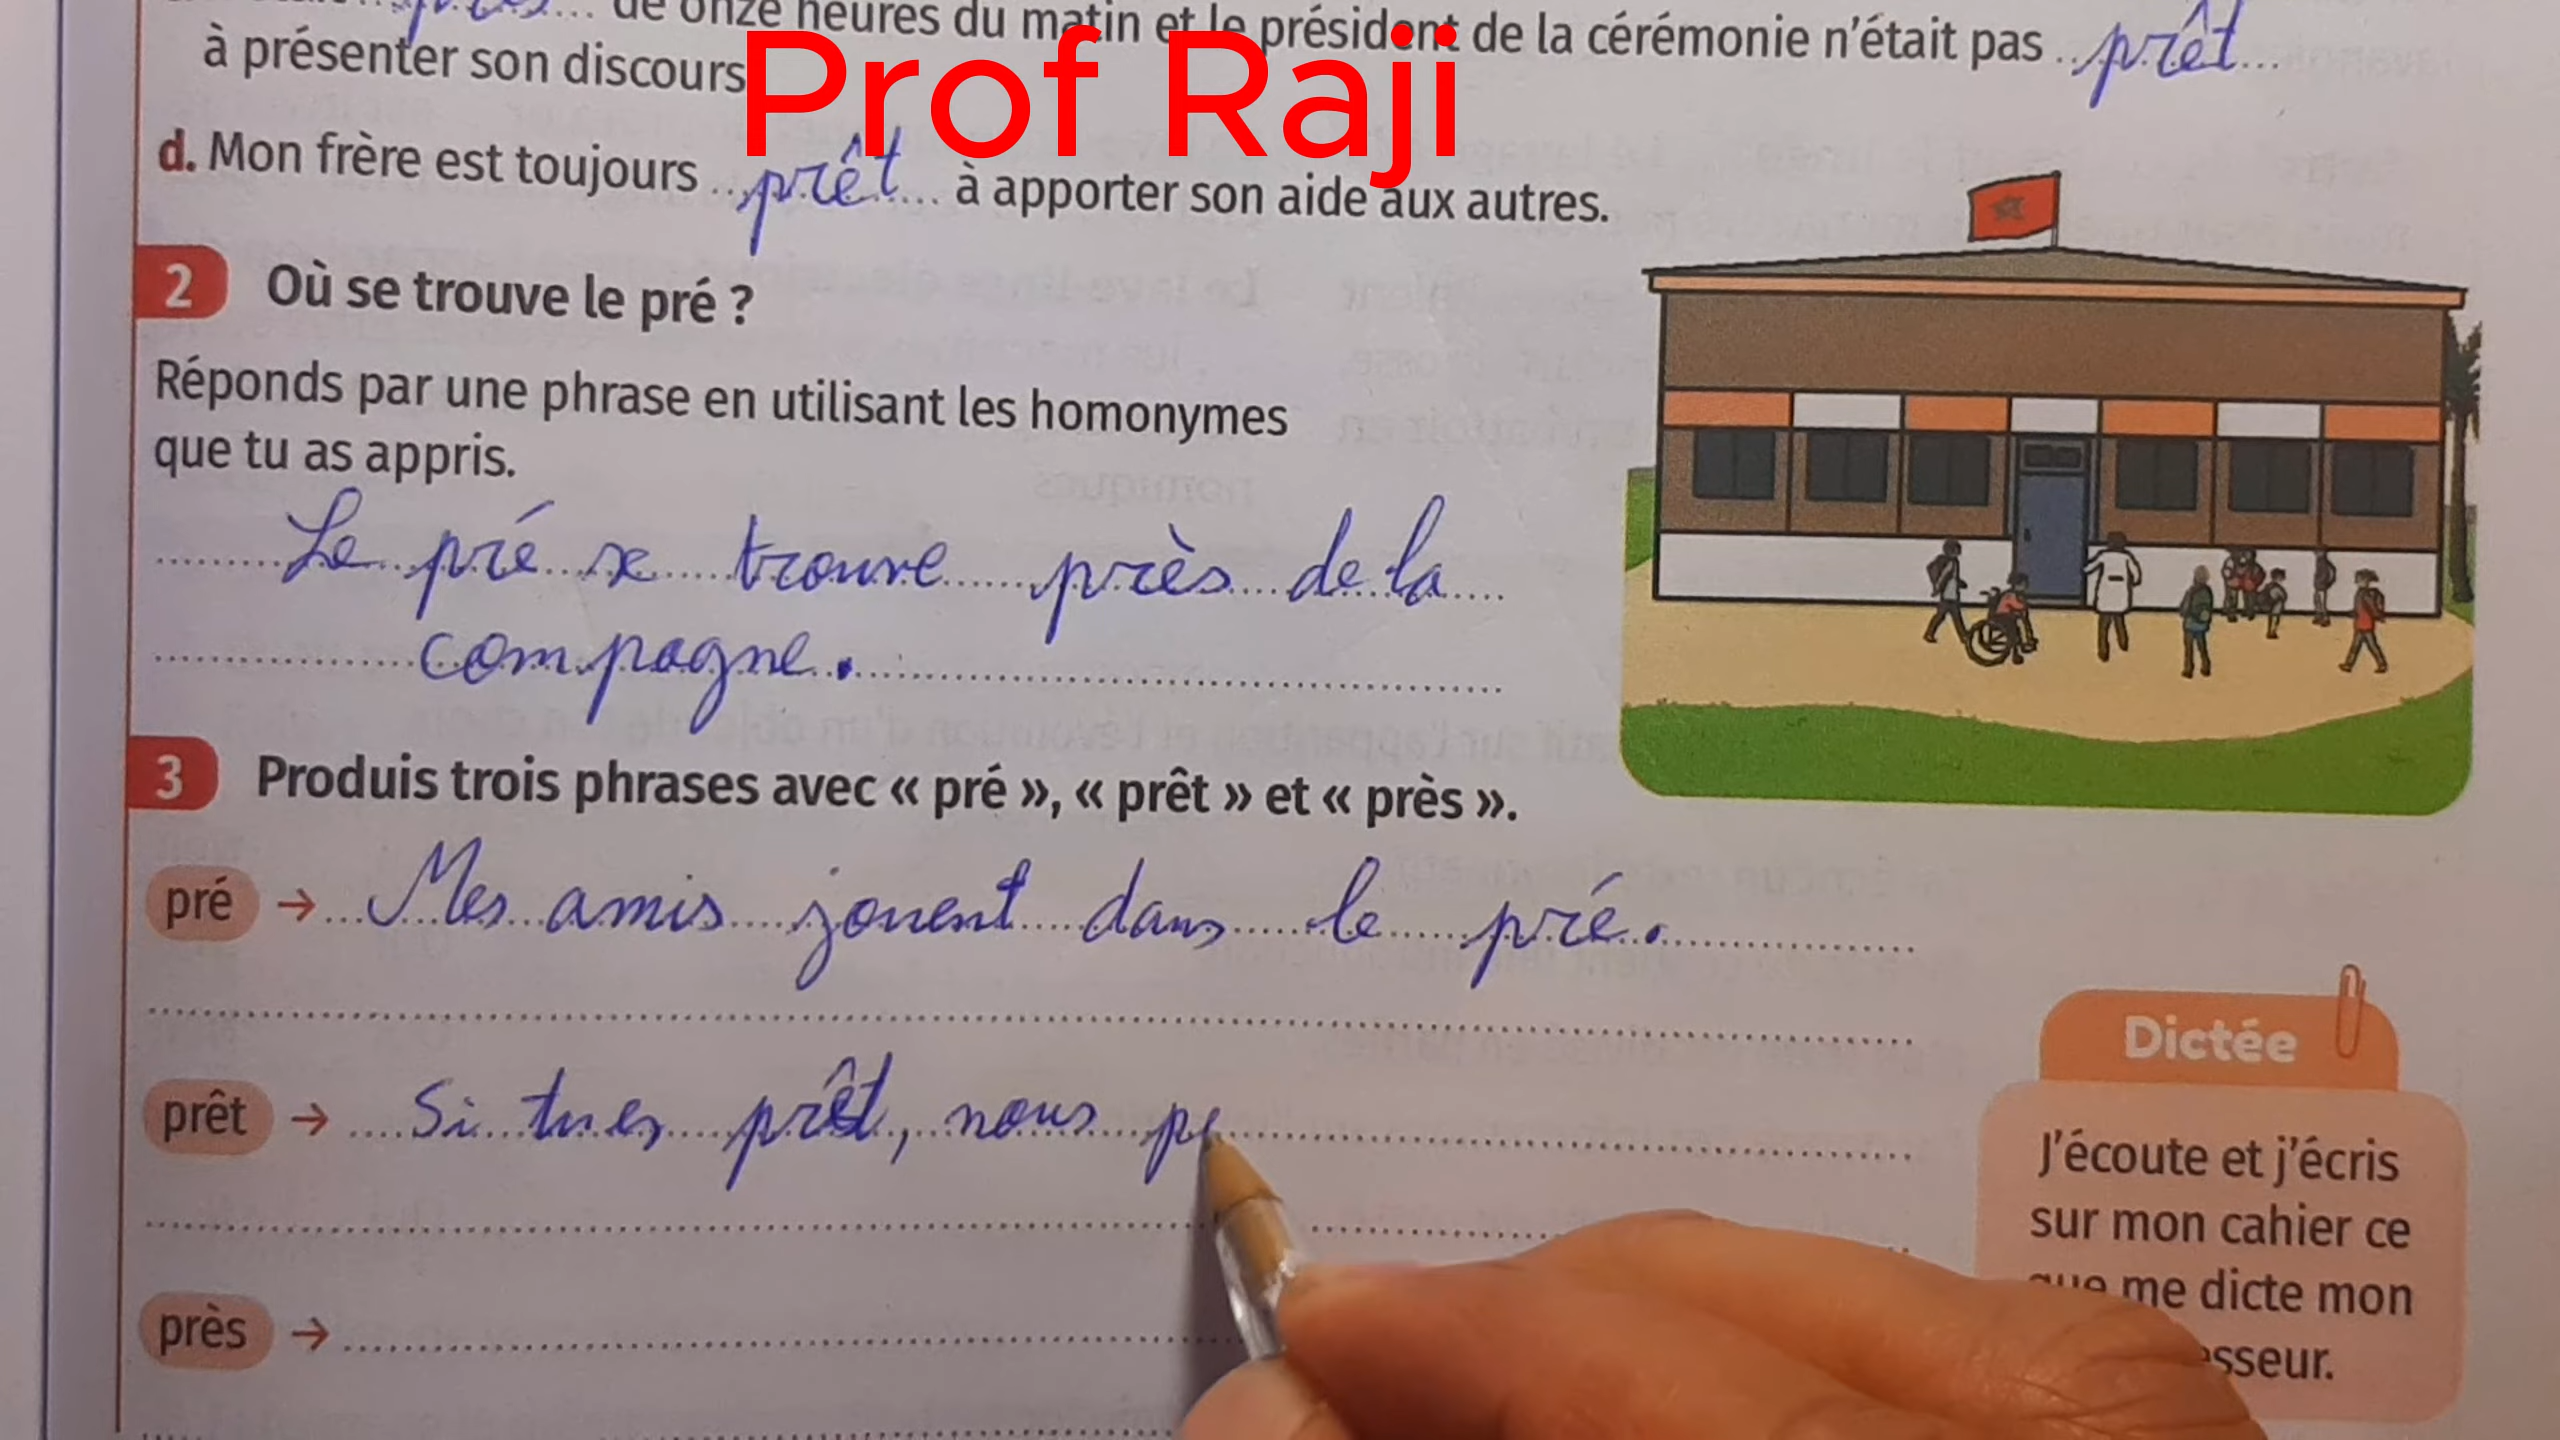 près... de onze heures du matin et le président de la cérémonie n'était pas ..prêt...
à présenter son discours
Prof Raji
d. Mon frère est toujours ..prêt... à apporter son aide aux autres.
2 Où se trouve le pré ?
Réponds par une phrase en utilisant les homonymes
que tu as appris.
Le pré se trouve près de la
compagne.
3 Produis trois phrases avec « pré », « prêt » et « près ».
pré → Mes amis jouent dans le pré.
prêt → Si tu es prêt, nous pe
près →
Dictée
J'écoute et j'écris
sur mon cahier ce
que me dicte mon
esseur.